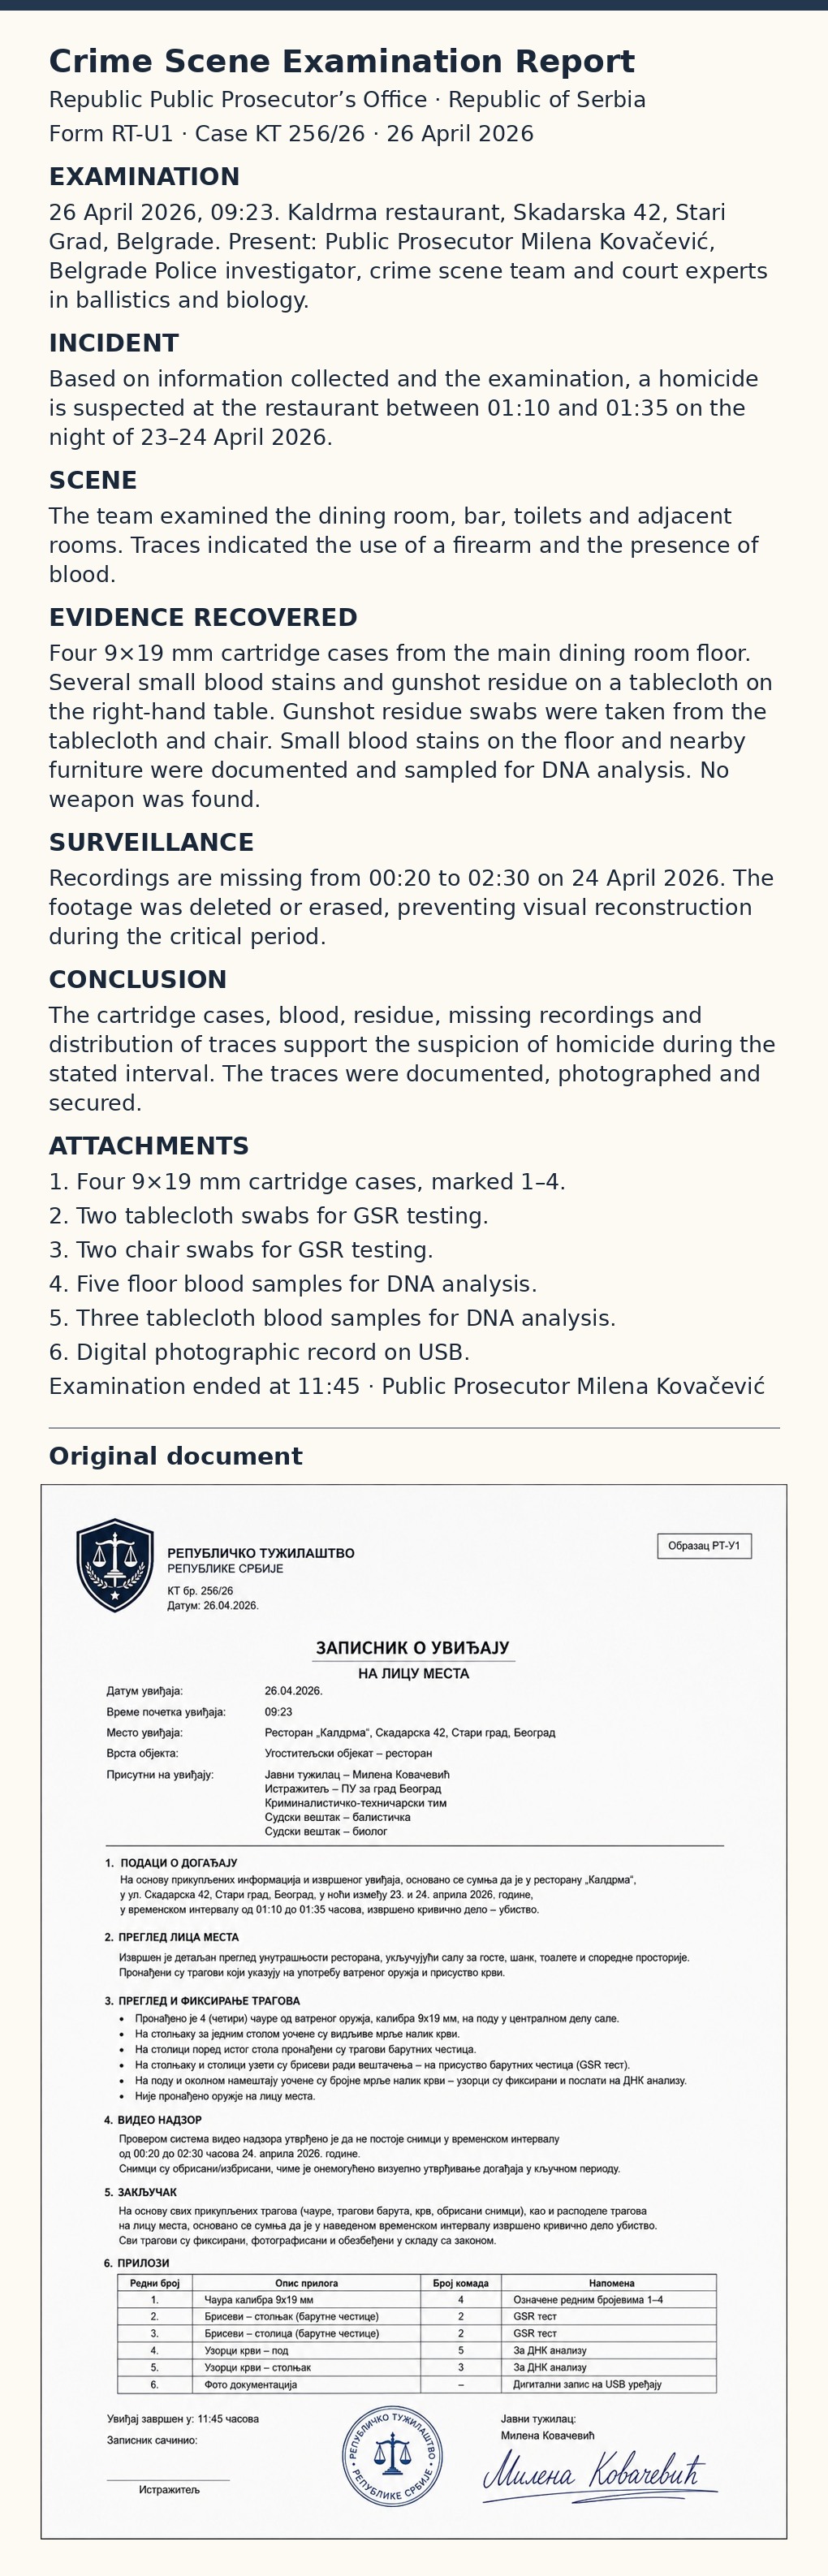 Crime Scene Examination Report
Republic Public Prosecutor’s Office · Republic of Serbia
Form RT-U1 · Case KT 256/26 · 26 April 2026
EXAMINATION
26 April 2026, 09:23. Kaldrma restaurant, Skadarska 42, Stari
Grad, Belgrade. Present: Public Prosecutor Milena Kovačević,
Belgrade Police investigator, crime scene team and court experts
in ballistics and biology.
INCIDENT
Based on information collected and the examination, a homicide
is suspected at the restaurant between 01:10 and 01:35 on the
night of 23–24 April 2026.
SCENE
The team examined the dining room, bar, toilets and adjacent
rooms. Traces indicated the use of a firearm and the presence of
blood.
EVIDENCE RECOVERED
Four 9×19 mm cartridge cases from the main dining room floor.
Several small blood stains and gunshot residue on a tablecloth on
the right-hand table. Gunshot residue swabs were taken from the
tablecloth and chair. Small blood stains on the floor and nearby
furniture were documented and sampled for DNA analysis. No
weapon was found.
SURVEILLANCE
Recordings are missing from 00:20 to 02:30 on 24 April 2026. The
footage was deleted or erased, preventing visual reconstruction
during the critical period.
CONCLUSION
The cartridge cases, blood, residue, missing recordings and
distribution of traces support the suspicion of homicide during the
stated interval. The traces were documented, photographed and
secured.
ATTACHMENTS
1. Four 9×19 mm cartridge cases, marked 1–4.
2. Two tablecloth swabs for GSR testing.
3. Two chair swabs for GSR testing.
4. Five floor blood samples for DNA analysis.
5. Three tablecloth blood samples for DNA analysis.
6. Digital photographic record on USB.
Examination ended at 11:45 · Public Prosecutor Milena Kovačević
Original document
РЕПУБЛИЧКО ТУЖИЛАШТВО
РЕПУБЛИКЕ СРБИЈЕ
КТ бр. 256/26
Датум: 26.04.2026.
Образац РТ-У1
ЗАПИСНИК О УВИЂАЈУ
НА ЛИЦУ МЕСТА
Датум увиђаја: 26.04.2026.
Време почетка увиђаја: 09:23
Место увиђаја: Ресторан „Калдрма“, Скадарска 42, Стари град, Београд
Врста објекта: Угоститељски објекат – ресторан
Присутни на увиђају: Јавни тужилац – Милена Ковачевић
Истражитељ – ПУ за град Београд
Криминалистичко-техничарски тим
Судски вештак – балистичка
Судски вештак – биолог
1. ПОДАЦИ О ДОГАЂАЈУ
На основу прикупљених информација и извршеног увиђаја, основано се сумња да је у ресторану „Калдрма“,
у ул. Скадарска 42, Стари град, Београд, у ноћи између 23. и 24. априла 2026, године,
у временском интервалу од 01:10 до 01:35 часова, извршено кривично дело – убиство.
2. ПРЕГЛЕД ЛИЦА МЕСТА
Извршен је детаљан преглед унутрашњости ресторана, укључујући салу за госте, шанк, тоалете и споредне просторије.
Пронађени су трагови који указују на употребу ватреног оружја и присуство крви.
3. ПРЕГЛЕД И ФИКСИРАЊЕ ТРАГОВА
• Пронађено је 4 (четири) чауре од ватреног оружја, калибра 9х19 мм, на поду у централном делу сале.
• На столњаку за једним столом уочене су видљиве мрље налик крви.
• На столици поред истог стола пронађени су трагови барутних честица.
• На столњаку и столици узети су брисеви ради вештачења – на присуство барутних честица (GSR тест).
• На поду и околном намештају уочене су бројне мрље налик крви – узорци су фиксирани и послати на ДНК анализу.
• Није пронађено оружје на лицу места.
4. ВИДЕО НАДЗОР
Провером система видео надзора утврђено је да не постоје снимци у временском интервалу
од 00:20 до 02:30 часова 24. априла 2026. године.
Снимци су обрисани/избрисани, чиме је онемогућено визуелно утврђивање догађаја у кључном периоду.
5. ЗАКЉУЧАК
На основу свих прикупљених трагова (чауре, трагови барута, крв, обрисани снимци), као и расподеле трагова
на лицу места, основано се сумња да је у наведеном временском интервалу извршено кривично дело убиство.
Сви трагови су фиксирани, фотографисани и обезбеђени у складу са законом.
6. ПРИЛОЗИ
Редни број Опис прилога Број комада Напомена
1. Чаура калибра 9х19 мм 4 Означене редним бројевима 1–4
2. Брисеви – столњак (барутне честице) 2 GSR тест
3. Брисеви – столица (барутне честице) 2 GSR тест
4. Узорци крви – под 5 За ДНК анализу
5. Узорци крви – столњак 3 За ДНК анализу
6. Фото документација – Дигитални запис на USB уређају
Увиђај завршен у: 11:45 часова
Записник сачинио:
Истражитељ
РЕПУБЛИЧКО ТУЖИЛАШТВО
РЕПУБЛИКЕ СРБИЈЕ
Јавни тужилац:
Милена Ковачевић
Милена Ковачевић